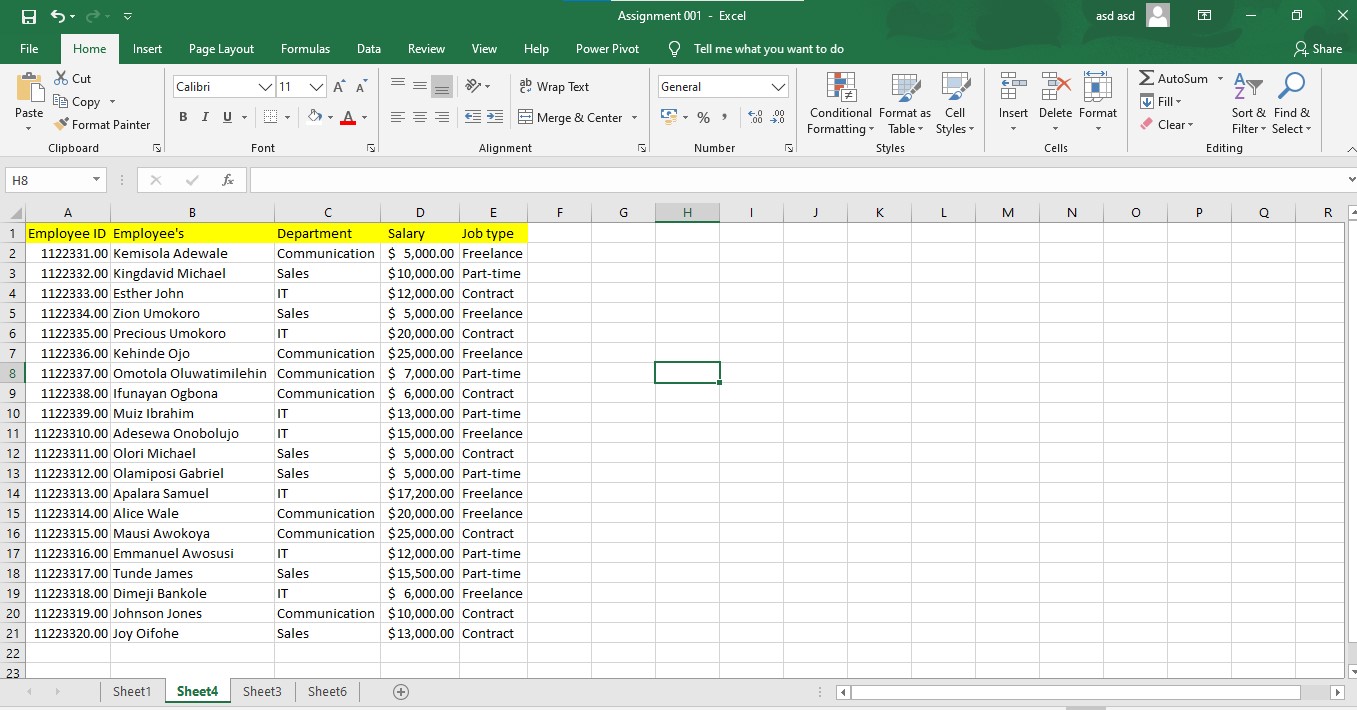 Assignment 001 - Excel
asd asd
File Home Insert Page Layout Formulas Data Review View Help Power Pivot Tell me what you want to do Share
Paste
Cut
Copy
Format Painter
Clipboard
Calibri 11 A A
B I U A
Font
ab Wrap Text
Merge & Center
Alignment
General
% , .0 .00 .00 .0
Number
Conditional Formatting
Format as Table
Cell Styles
Styles
Insert Delete Format
Cells
AutoSum
Fill
Clear
Sort & Filter
Find & Select
Editing
H8 fx
A B C D E F G H I J K L M N O P Q R
1 Employee ID Employee's Department Salary Job type
2 1122331.00 Kemisola Adewale Communication $ 5,000.00 Freelance
3 1122332.00 Kingdavid Michael Sales $10,000.00 Part-time
4 1122333.00 Esther John IT $12,000.00 Contract
5 1122334.00 Zion Umokoro Sales $ 5,000.00 Freelance
6 1122335.00 Precious Umokoro IT $20,000.00 Contract
7 1122336.00 Kehinde Ojo Communication $25,000.00 Freelance
8 1122337.00 Omotola Oluwatimilehin Communication $ 7,000.00 Part-time
9 1122338.00 Ifunayan Ogbona Communication $ 6,000.00 Contract
10 1122339.00 Muiz Ibrahim IT $13,000.00 Part-time
11 11223310.00 Adesewa Onobolujo IT $15,000.00 Freelance
12 11223311.00 Olori Michael Sales $ 5,000.00 Contract
13 11223312.00 Olamiposi Gabriel Sales $ 5,000.00 Part-time
14 11223313.00 Apalara Samuel IT $17,200.00 Freelance
15 11223314.00 Alice Wale Communication $20,000.00 Freelance
16 11223315.00 Mausi Awokoya Communication $25,000.00 Contract
17 11223316.00 Emmanuel Awosusi IT $12,000.00 Part-time
18 11223317.00 Tunde James Sales $15,500.00 Part-time
19 11223318.00 Dimeji Bankole IT $ 6,000.00 Freelance
20 11223319.00 Johnson Jones Communication $10,000.00 Contract
21 11223320.00 Joy Oifohe Sales $13,000.00 Contract
22
23
Sheet1 Sheet4 Sheet3 Sheet6